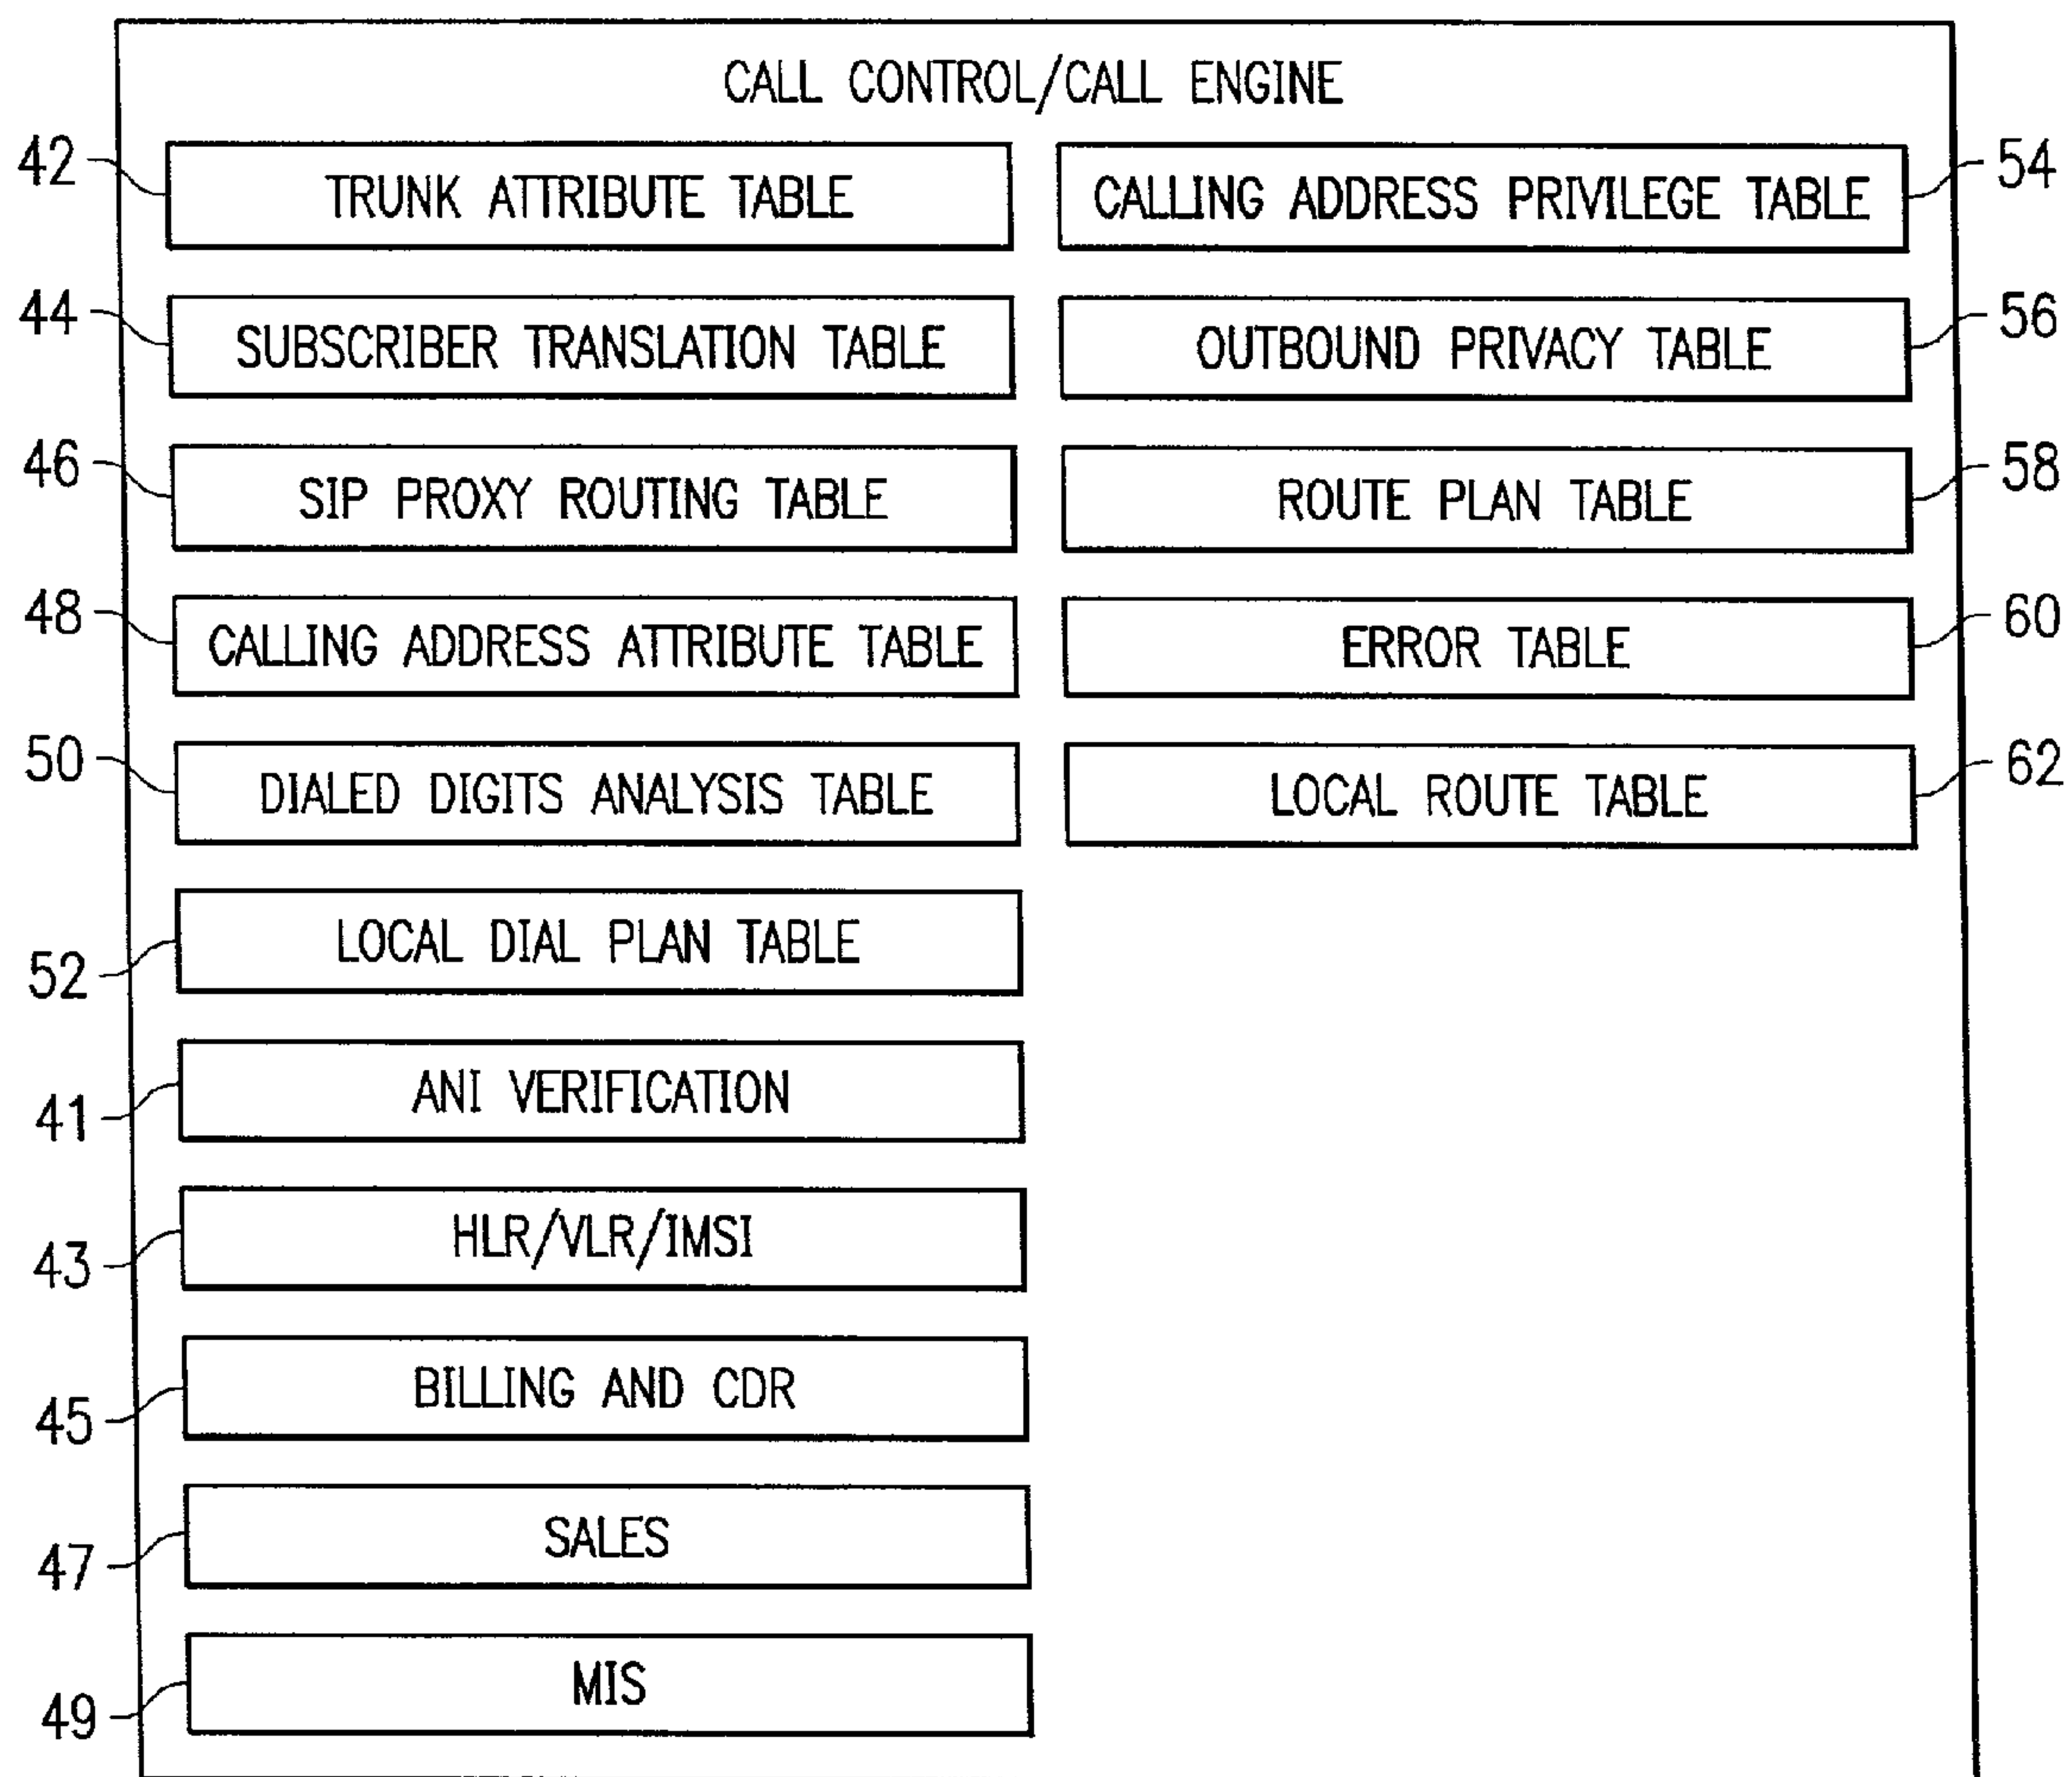 CALL CONTROL/CALL ENGINE
42 TRUNK ATTRIBUTE TABLE
CALLING ADDRESS PRIVILEGE TABLE 54
44 SUBSCRIBER TRANSLATION TABLE
OUTBOUND PRIVACY TABLE 56
46 SIP PROXY ROUTING TABLE
ROUTE PLAN TABLE 58
48 CALLING ADDRESS ATTRIBUTE TABLE
ERROR TABLE 60
50 DIALED DIGITS ANALYSIS TABLE
LOCAL ROUTE TABLE 62
52 LOCAL DIAL PLAN TABLE
41 ANI VERIFICATION
43 HLR/VLR/IMSI
45 BILLING AND CDR
47 SALES
49 MIS